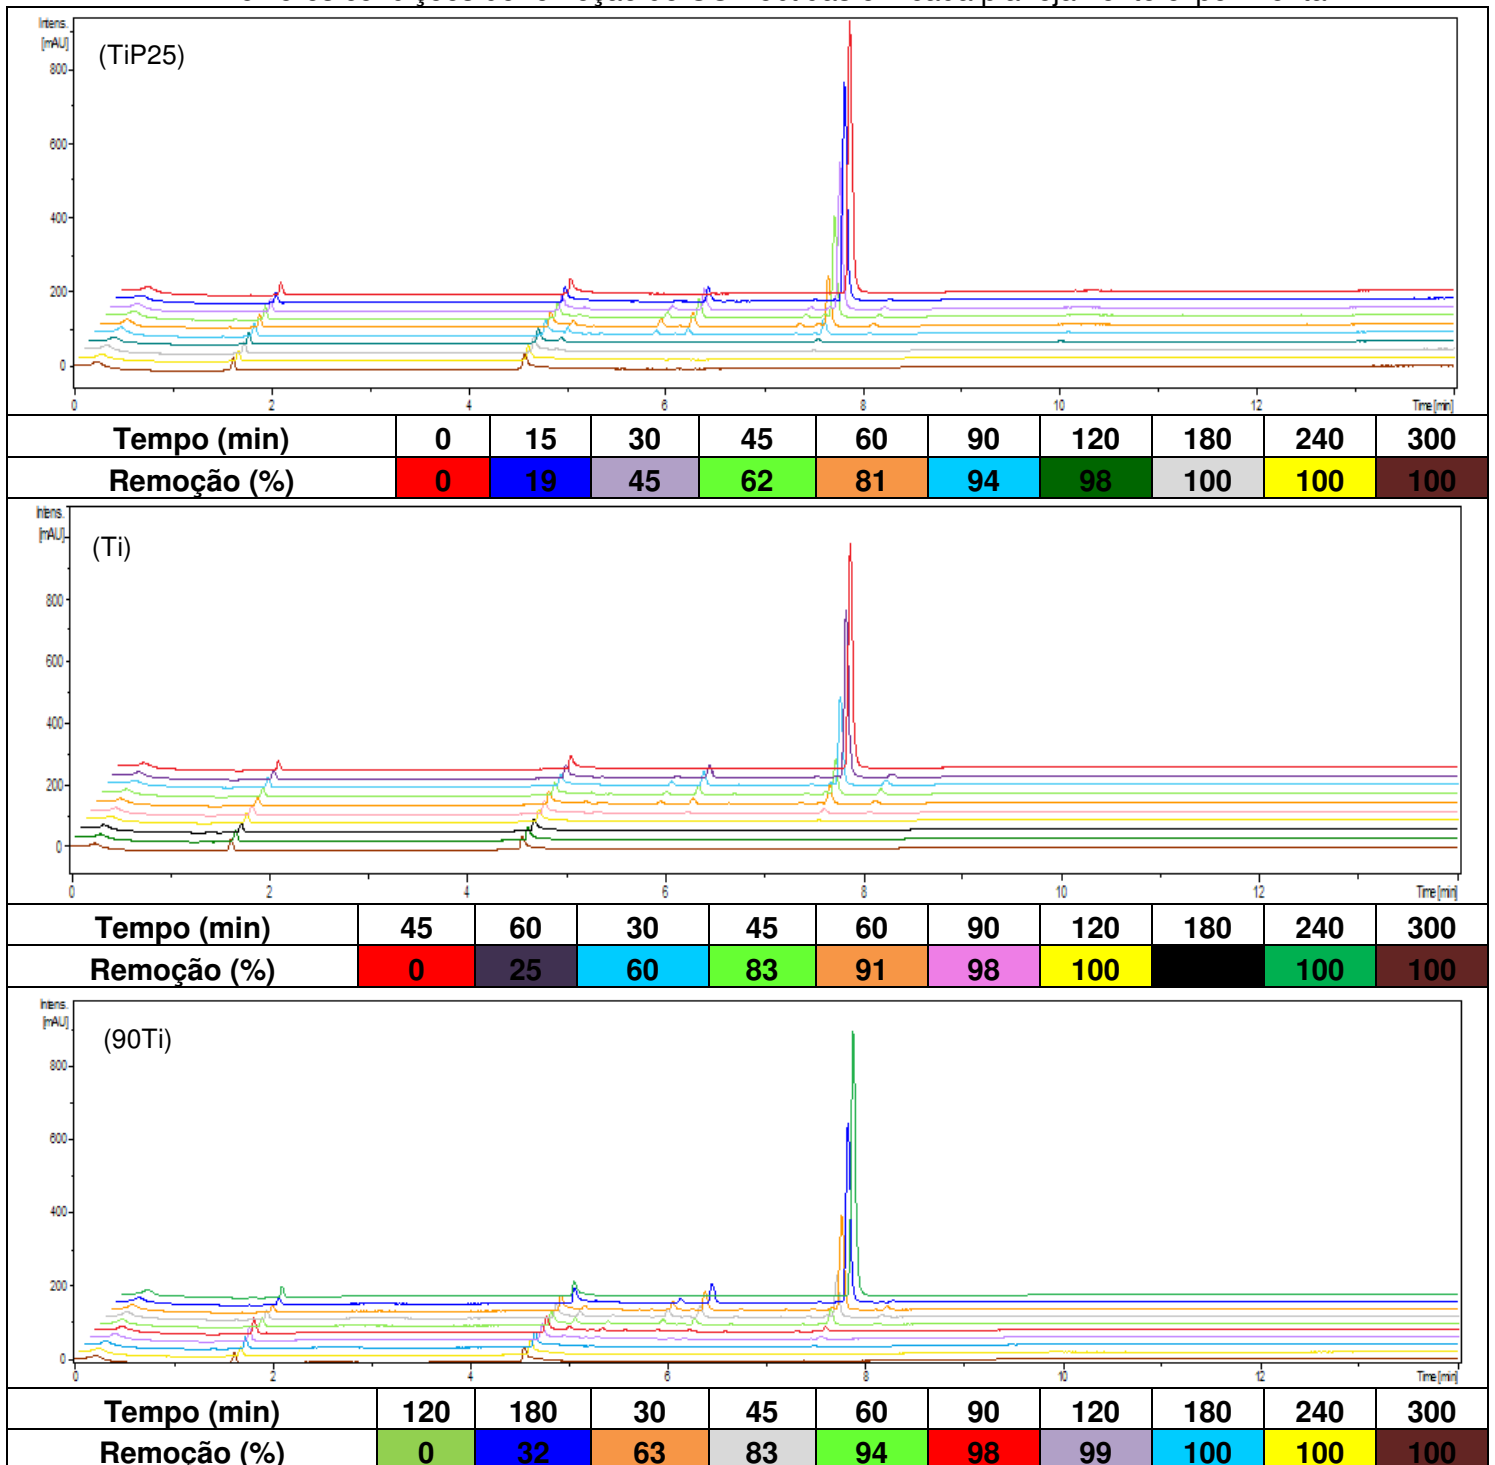 Intens.
[mAU]
(TiP25)
800
600
400
200
0
0 2 4 6 8 10 12 Time [min]
Tempo (min) 0 15 30 45 60 90 120 180 240 300
Remoção (%) 0 19 45 62 81 94 98 100 100 100
Intens.
[mAU]
(Ti)
800
600
400
200
0
0 2 4 6 8 10 12 Time [min]
Tempo (min) 45 60 30 45 60 90 120 180 240 300
Remoção (%) 0 25 60 83 91 98 100 100 100
Intens.
[mAU]
(90Ti)
800
600
400
200
0
0 2 4 6 8 10 12 Time [min]
Tempo (min) 120 180 30 45 60 90 120 180 240 300
Remoção (%) 0 32 63 83 94 98 99 100 100 100